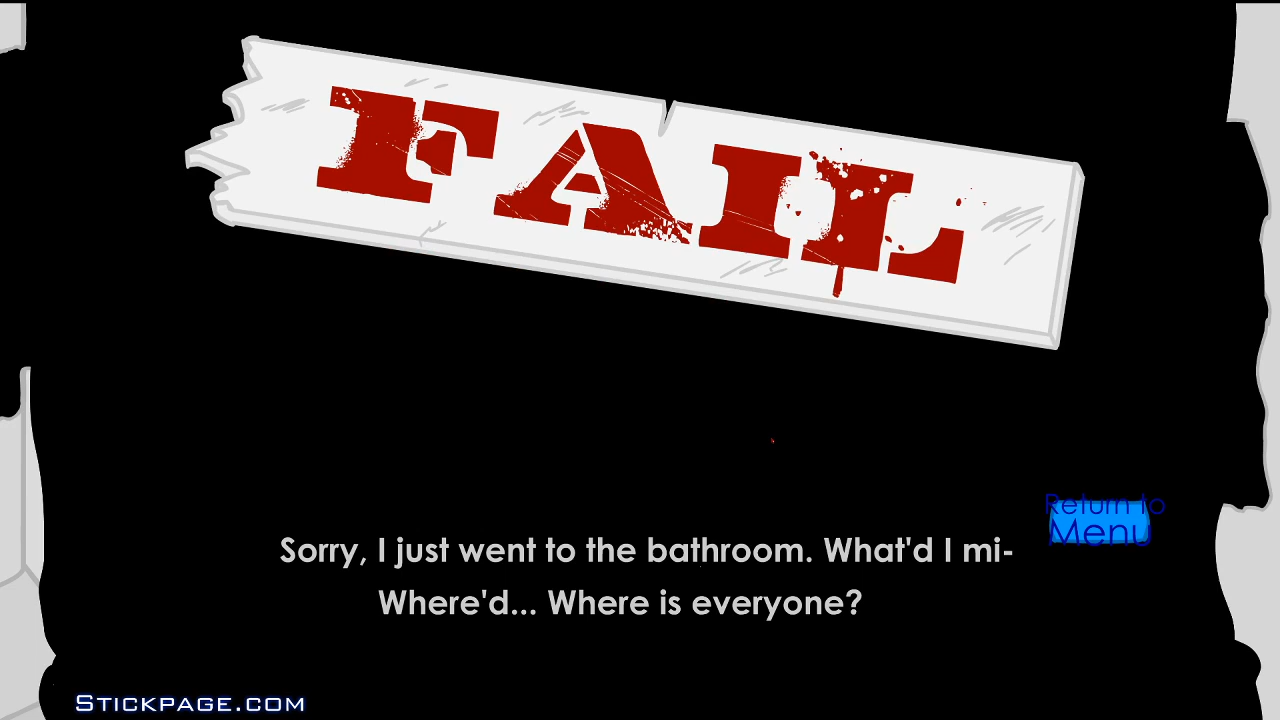 FAIL
Return to
Menu
Sorry, I just went to the bathroom. What'd I mi-
Where'd... Where is everyone?
STICKPAGE.COM